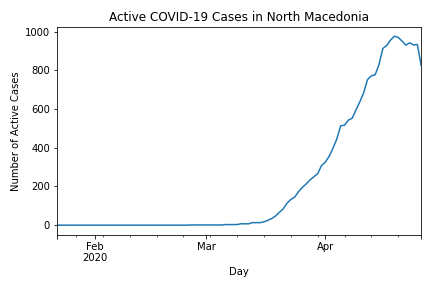 Active COVID-19 Cases in North Macedonia
1000
800
600
400
200
0
Number of Active Cases
Feb
2020
Mar
Apr
Day